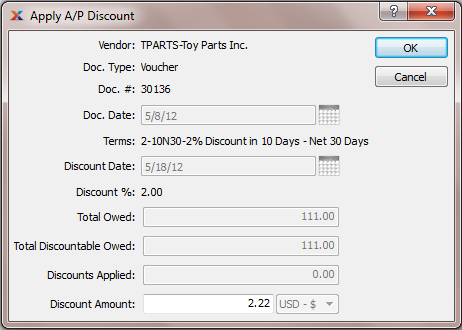 Apply A/P Discount
Vendor: TPARTS-Toy Parts Inc.
OK
Doc. Type: Voucher
Cancel
Doc. #: 30136
Doc. Date: 5/8/12
Terms: 2-10N30-2% Discount in 10 Days - Net 30 Days
Discount Date: 5/18/12
Discount %: 2.00
Total Owed: 111.00
Total Discountable Owed: 111.00
Discounts Applied: 0.00
Discount Amount: 2.22 USD - $